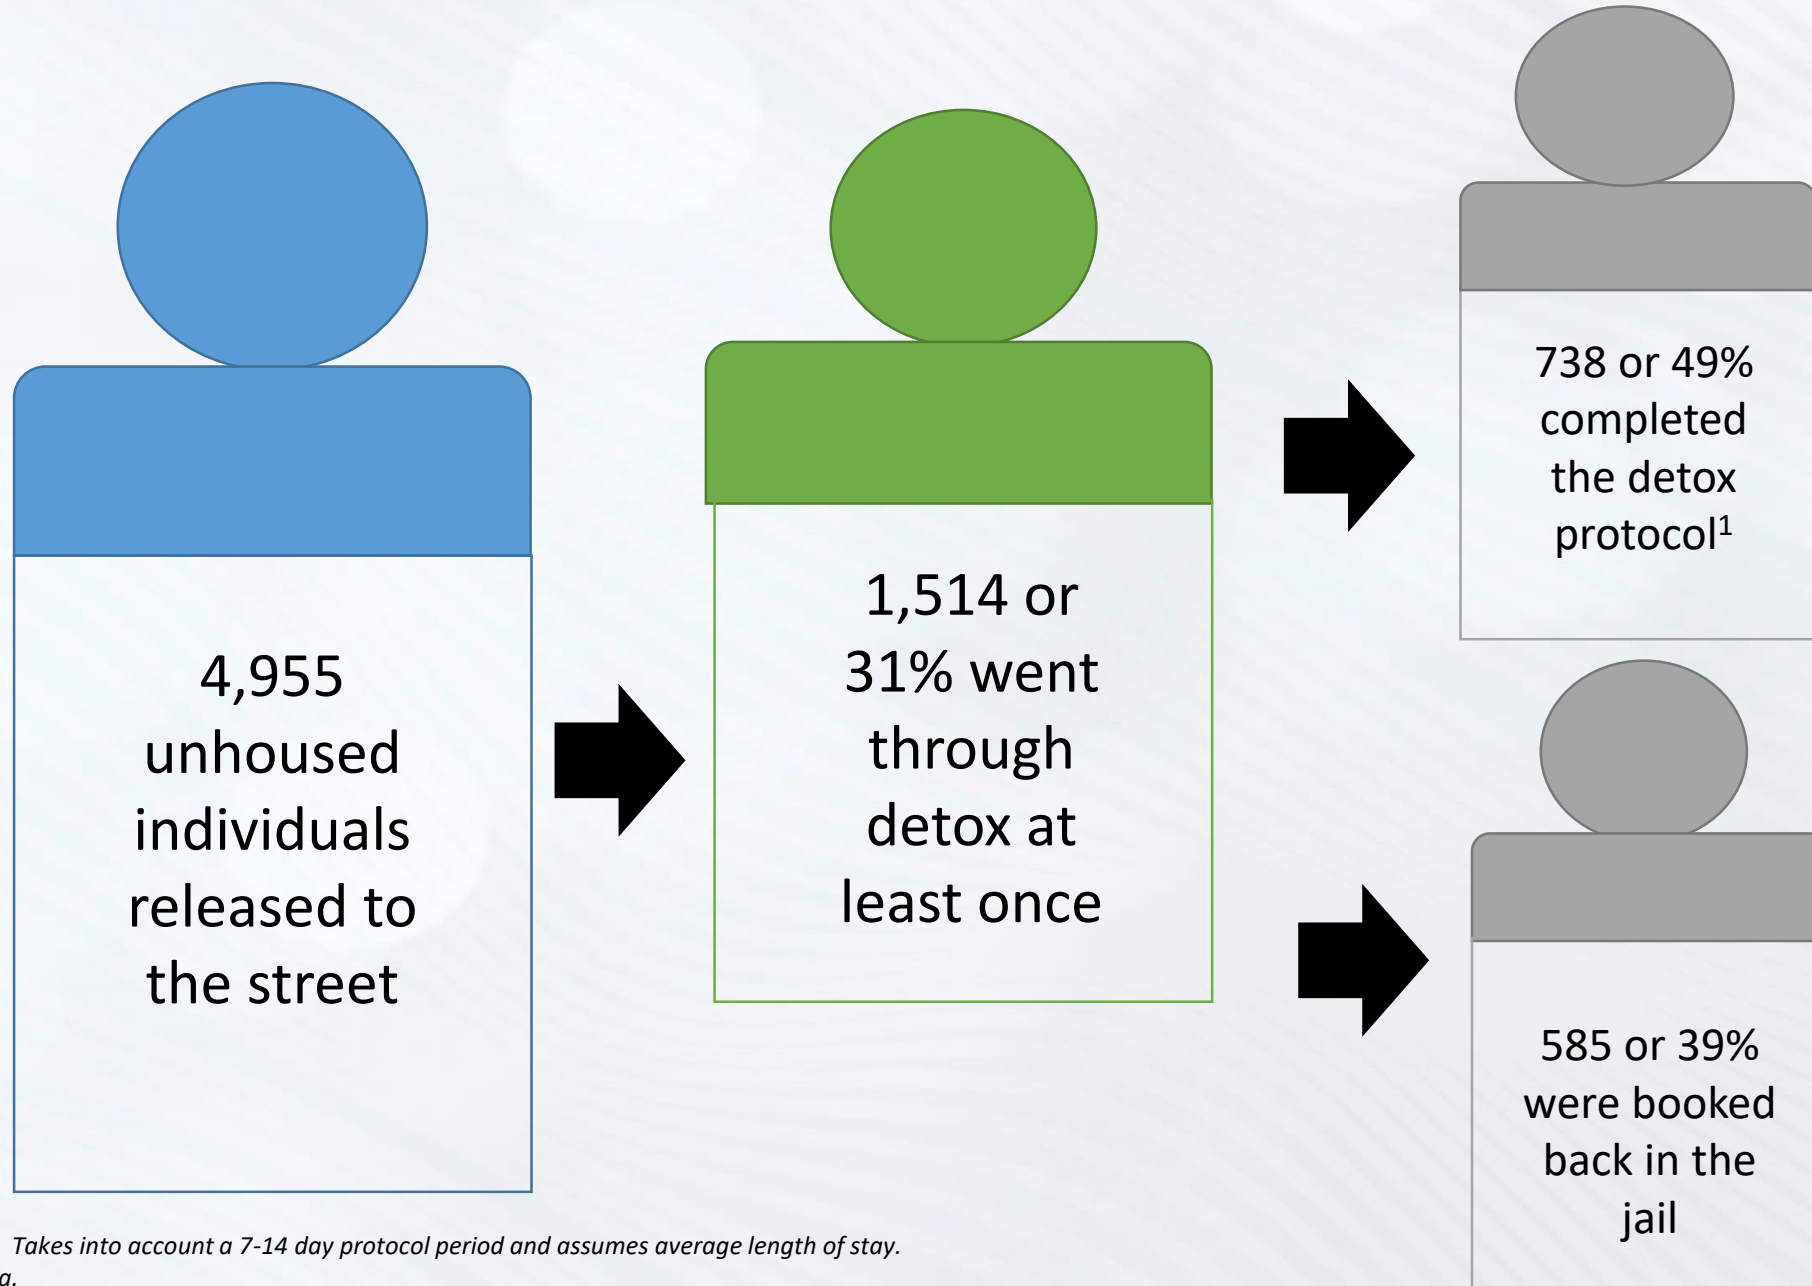 4,955
unhoused
individuals
released to
the street
1,514 or
31% went
through
detox at
least once
738 or 49%
completed
the detox
protocol¹
585 or 39%
were booked
back in the
jail
Takes into account a 7-14 day protocol period and assumes average length of stay.